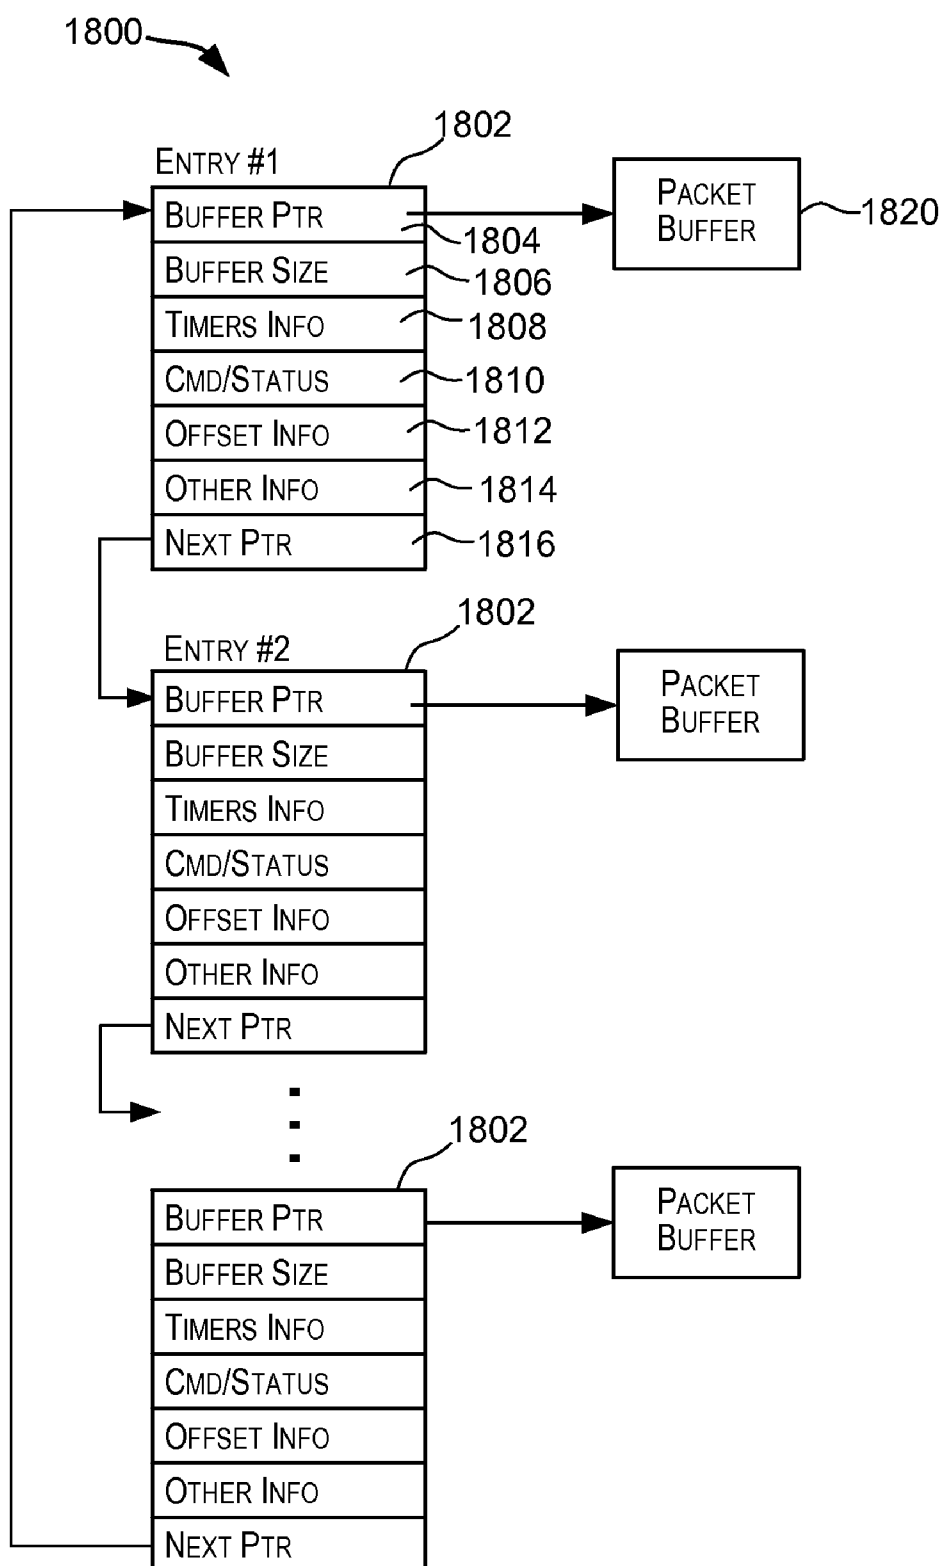 1800
1802
ENTRY #1
BUFFER PTR
1804
PACKET
BUFFER
1820
BUFFER SIZE
1806
TIMERS INFO
1808
CMD/STATUS
1810
OFFSET INFO
1812
OTHER INFO
1814
NEXT PTR
1816
1802
ENTRY #2
BUFFER PTR
PACKET
BUFFER
BUFFER SIZE
TIMERS INFO
CMD/STATUS
OFFSET INFO
OTHER INFO
NEXT PTR
1802
BUFFER PTR
PACKET
BUFFER
BUFFER SIZE
TIMERS INFO
CMD/STATUS
OFFSET INFO
OTHER INFO
NEXT PTR